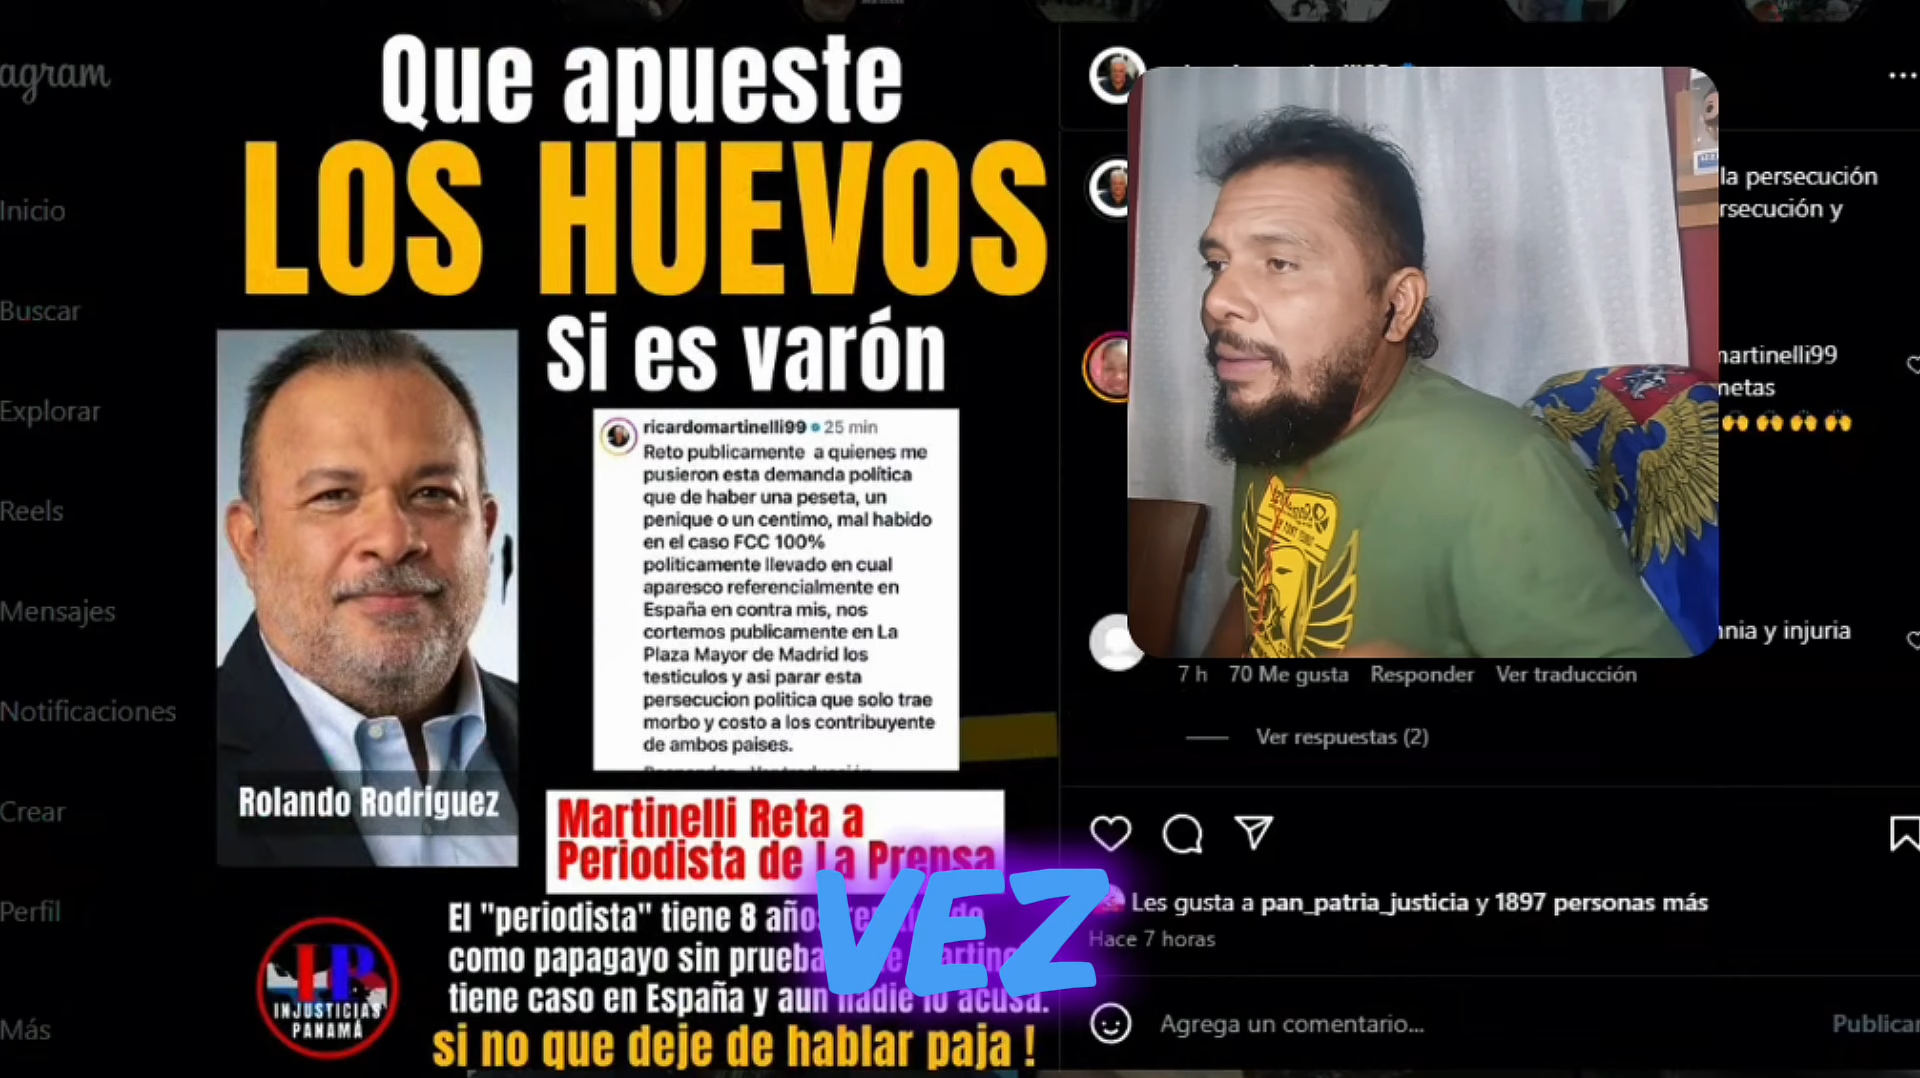 agram
Inicio
Buscar
Explorar
Reels
Mensajes
Notificaciones
Crear
Perfil
Más
Que apueste
LOS HUEVOS
Si es varón
Rolando Rodriguez
ricardomartinelli99 25 min
Reto publicamente a quienes me
pusieron esta demanda política
que de haber una peseta, un
penique o un centimo, mal habido
en el caso FCC 100%
politicamente llevado en cual
aparesco referencialmente en
España en contra mis, nos
cortemos publicamente en La
Plaza Mayor de Madrid los
testiculos y asi parar esta
persecucion politica que solo trae
morbo y costo a los contribuyente
de ambos paises.
Martinelli Reta a
Periodista de La Prensa
El "periodista" tiene 8 años
como papagayo sin prueba
tiene caso en España y aun nadie lo acusa.
si no que deje de hablar paja !
INJUSTICIAS
PANAMÁ
VEZ
la persecución
rsecución y
martinelli99
metas
nia y injuria
7 h 70 Me gusta Responder Ver traducción
Ver respuestas (2)
Les gusta a pan_patria_justicia y 1897 personas más
Hace 7 horas
Agrega un comentario...
Publicar